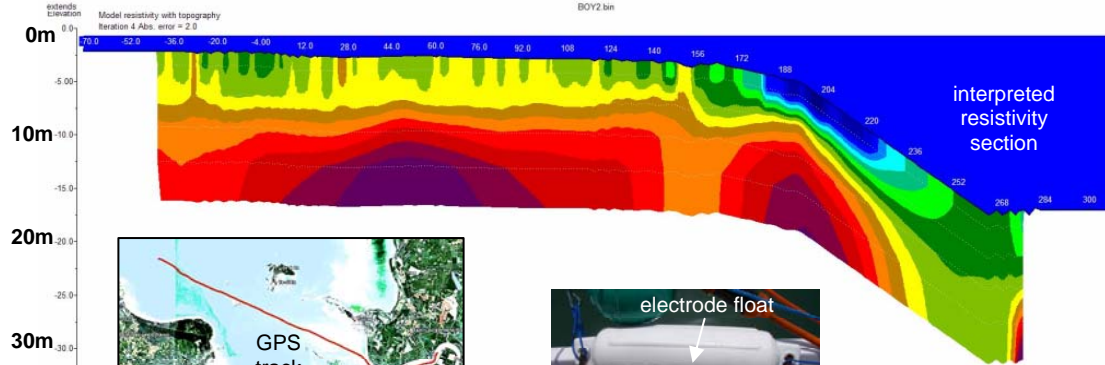 extends
Elevation
BOY2.bin
Model resistivity with topography
Iteration 4 Abs. error = 2.0
0m 0.0
-70.0 -52.0 -36.0 -20.0 -4.00 12.0 28.0 44.0 60.0 76.0 92.0 108 124 140 156 172 188 204 220 236 252 268 284 300
-5.00
10m -10.0
-15.0
20m -20.0
-25.0
30m -30.0
interpreted
resistivity
section
GPS
track
electrode float